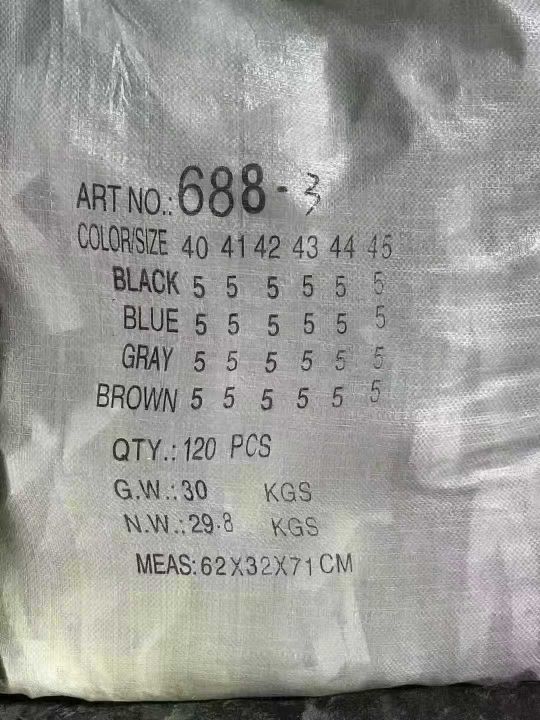 ART NO.: 688-3
COLOR/SIZE 40 41 42 43 44 45
BLACK 5 5 5 5 5 5
BLUE 5 5 5 5 5 5
GRAY 5 5 5 5 5 5
BROWN 5 5 5 5 5 5
QTY.: 120 PCS
G.W.: 30 KGS
N.W.: 29.8 KGS
MEAS: 62X32X71CM